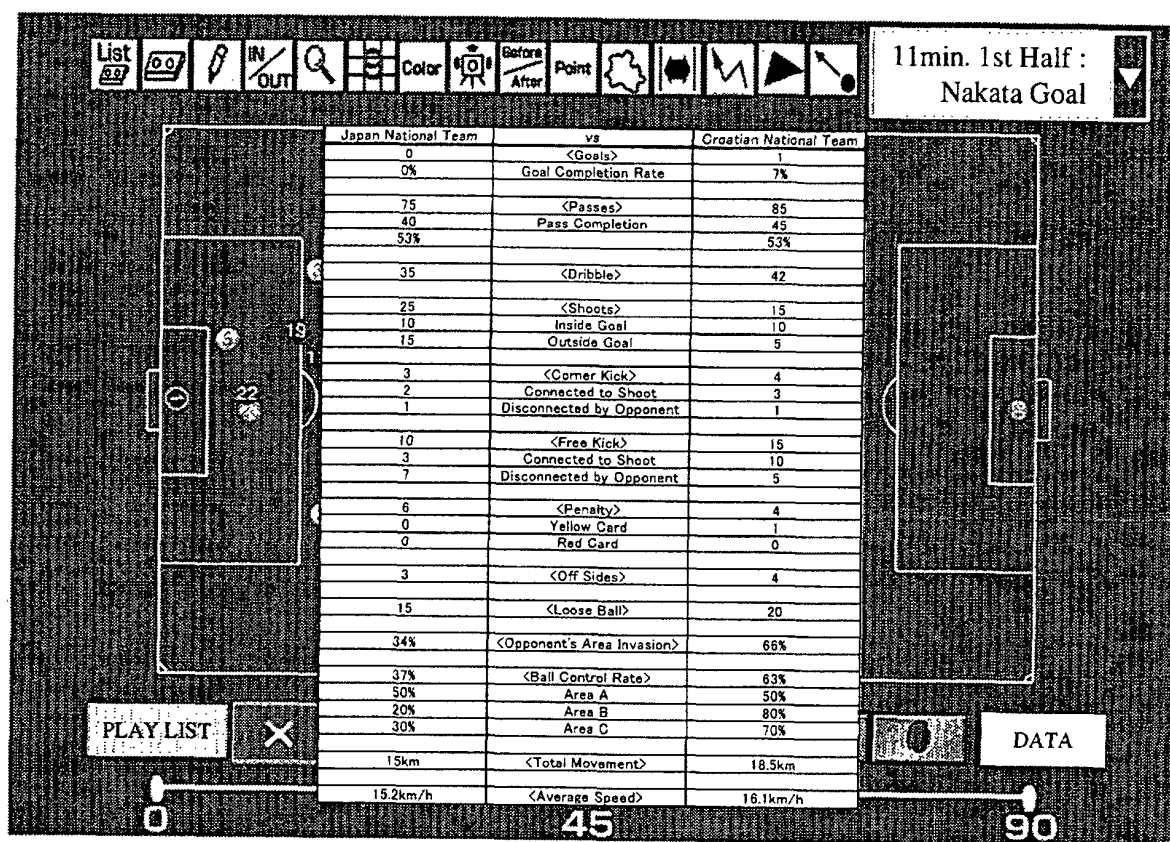 List IN OUT Color Before After Point
11min. 1st Half :
Nakata Goal
Japan National Team vs Croatian National Team
0 <Goals> 1
0% Goal Completion Rate 7%
75 <Passes> 85
40 Pass Completion 45
53% 53%
35 <Dribble> 42
25 <Shoots> 15
10 Inside Goal 10
15 Outside Goal 5
3 <Corner Kick> 4
2 Connected to Shoot 3
1 Disconnected by Opponent 1
10 <Free Kick> 15
3 Connected to Shoot 10
7 Disconnected by Opponent 5
6 <Penalty> 4
0 Yellow Card 1
0 Red Card 0
3 <Off Sides> 4
15 <Loose Ball> 20
34% <Opponent's Area Invasion> 66%
37% <Ball Control Rate> 63%
50% Area A 50%
20% Area B 80%
30% Area C 70%
15km <Total Movement> 18.5km
15.2km/h <Average Speed> 16.1km/h
19
1
22
1
PLAY LIST
0
DATA
0 45 90